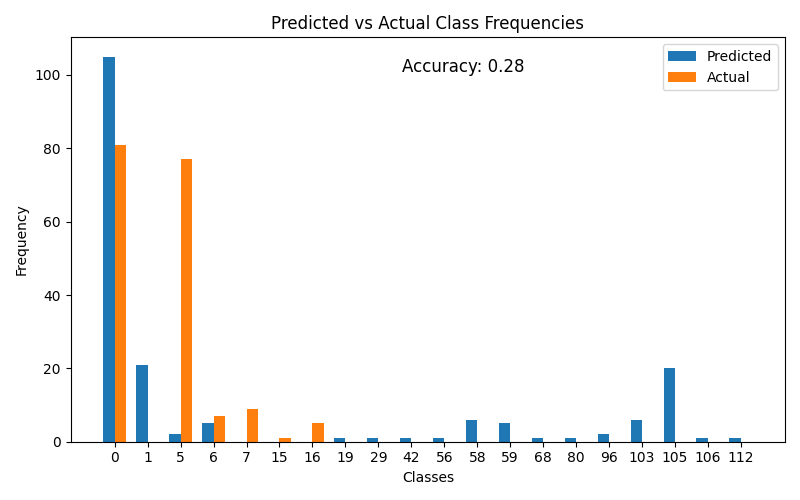 Predicted vs Actual Class Frequencies
Accuracy: 0.28
Predicted
Actual
Frequency
100
80
60
40
20
0
0 1 5 6 7 15 16 19 29 42 56 58 59 68 80 96 103 105 106 112
Classes